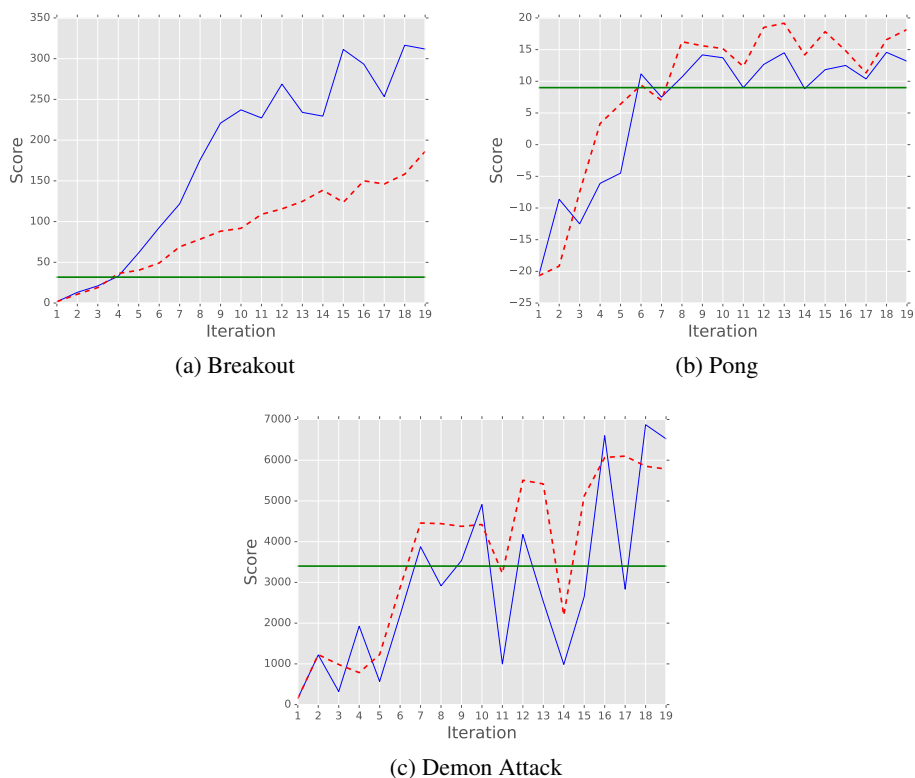 350
300
250
200
150
100
50
0
Score
1 2 3 4 5 6 7 8 9 10 11 12 13 14 15 16 17 18 19
Iteration
(a) Breakout
20
15
10
5
0
−5
−10
−15
−20
−25
Score
1 2 3 4 5 6 7 8 9 10 11 12 13 14 15 16 17 18 19
Iteration
(b) Pong
7000
6000
5000
4000
3000
2000
1000
0
Score
1 2 3 4 5 6 7 8 9 10 11 12 13 14 15 16 17 18 19
Iteration
(c) Demon Attack